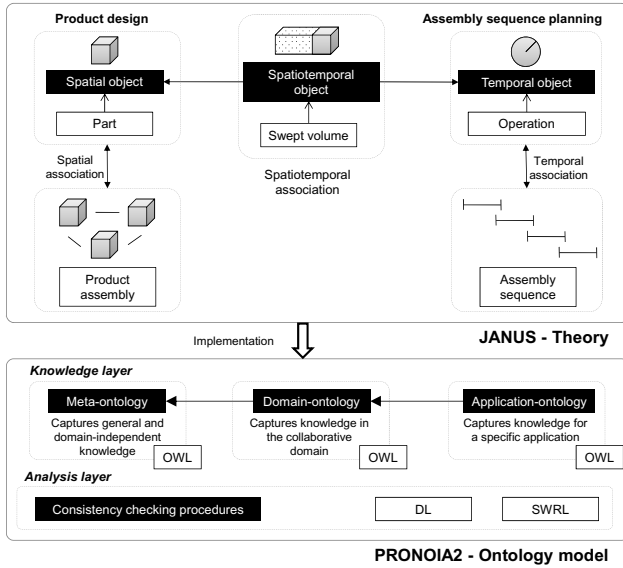 Product design
Assembly sequence planning
Spatial object
Spatiotemporal
object
Temporal object
Part
Swept volume
Operation
Spatial
association
Spatiotemporal
association
Temporal
association
Product
assembly
Assembly
sequence
Implementation
JANUS - Theory
Knowledge layer
Meta-ontology
Domain-ontology
Application-ontology
Captures general and
domain-independent
knowledge
OWL
Captures knowledge in
the collaborative
domain
OWL
Captures knowledge for
a specific application
OWL
Analysis layer
Consistency checking procedures
DL
SWRL
PRONOIA2 - Ontology model